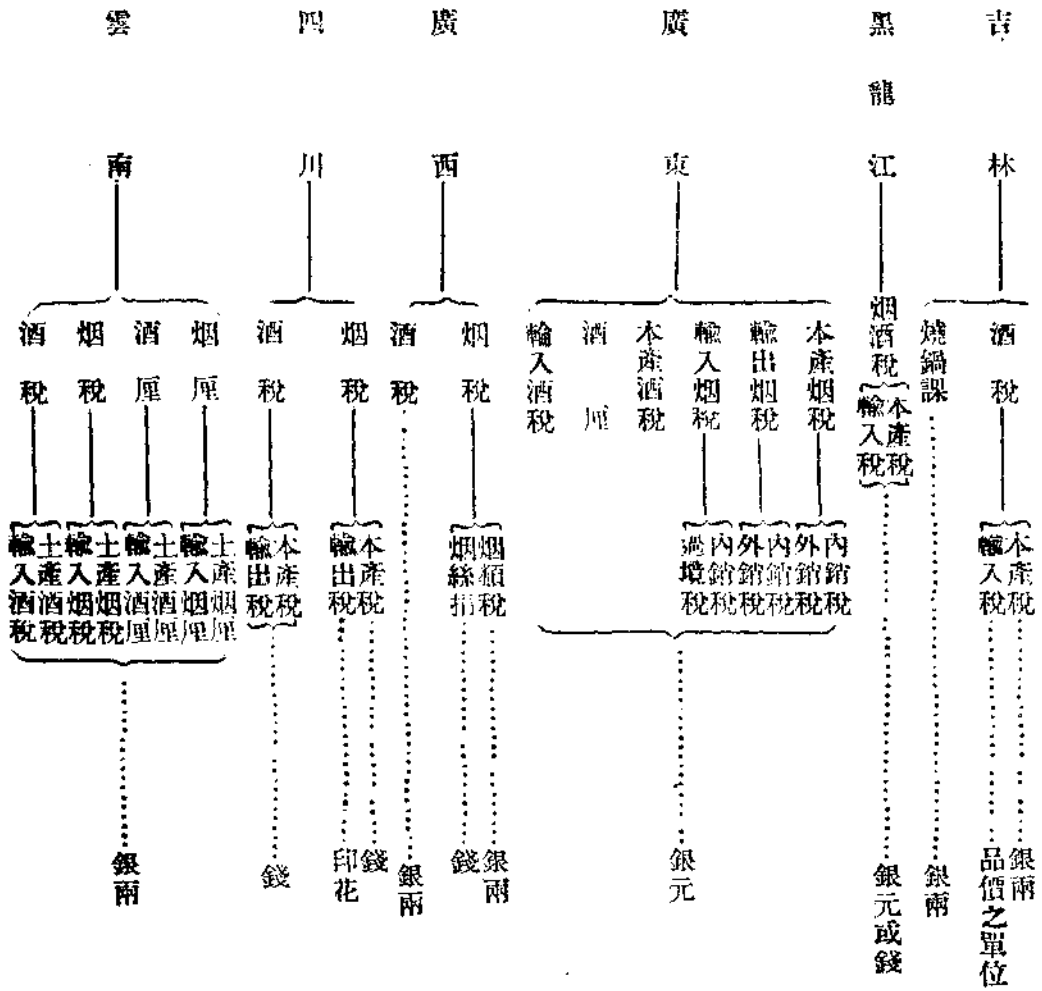 吉林
酒稅
本產稅
銀兩
輸入稅
品價之單位
燒鍋課
銀兩
黑龍江
烟酒稅
本產稅
輸入稅
銀元或錢
廣東
本產烟稅
內銷稅
外銷稅
輸出烟稅
內銷稅
外銷稅
輸入烟稅
內銷稅
過境稅
本產酒稅
酒厘
輸入酒稅
銀元
廣西
烟稅
烟類稅
銀兩
烟絲捐
錢
酒稅
銀兩
四川
烟稅
本產稅
錢
輸出稅
印花
酒稅
本產稅
輸出稅
錢
雲南
烟厘
土產烟厘
輸入烟厘
酒厘
土產酒厘
輸入酒厘
烟稅
土產烟稅
輸入烟稅
酒稅
土產酒稅
輸入酒稅
銀兩